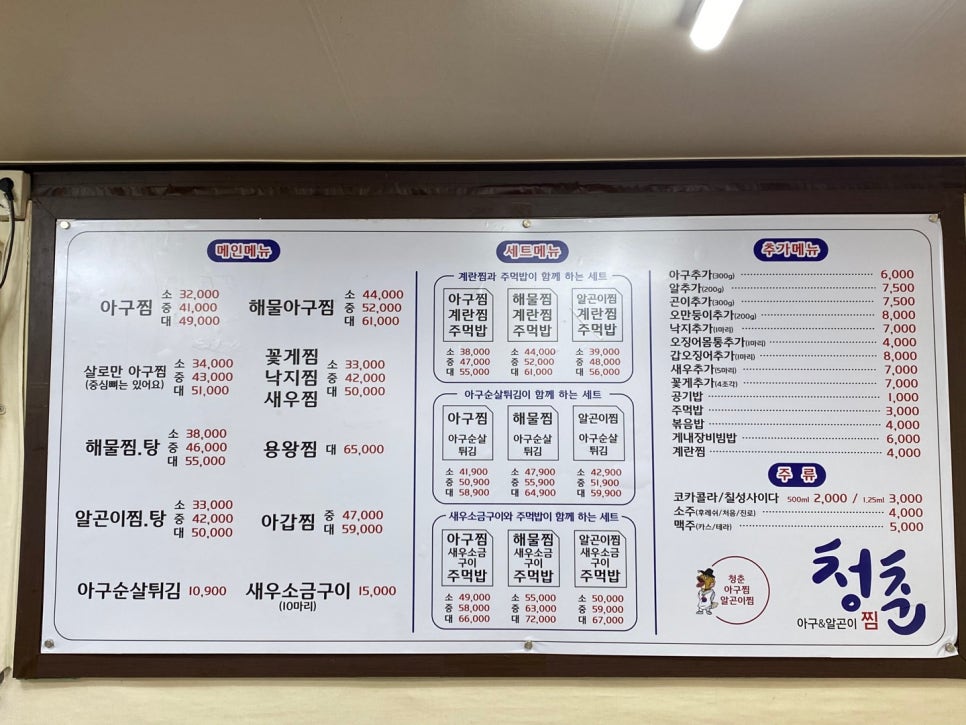 메인메뉴
아구찜
소 32,000
중 41,000
대 49,000
해물아구찜
소 44,000
중 52,000
대 61,000
살로만 아구찜
(중심뼈는 있어요)
소 34,000
중 43,000
대 51,000
꽃게찜
낙지찜
새우찜
소 33,000
중 42,000
대 50,000
해물찜.탕
소 38,000
중 46,000
대 55,000
용왕찜 대 65,000
알곤이찜.탕
소 33,000
중 42,000
대 50,000
아갑찜
중 47,000
대 59,000
아구순살튀김 10,900
새우소금구이 15,000
(10마리)
세트메뉴
계란찜과 주먹밥이 함께 하는 세트
아구찜
계란찜
주먹밥
소 38,000
중 47,000
대 55,000
해물찜
계란찜
주먹밥
소 44,000
중 52,000
대 61,000
알곤이찜
계란찜
주먹밥
소 39,000
중 48,000
대 56,000
아구순살튀김이 함께 하는 세트
아구찜
아구순살
튀김
소 41,900
중 50,900
대 58,900
해물찜
아구순살
튀김
소 47,900
중 55,900
대 64,900
알곤이찜
아구순살
튀김
소 42,900
중 51,900
대 59,900
새우소금구이와 주먹밥이 함께 하는 세트
아구찜
새우소금
구이
주먹밥
소 49,000
중 58,000
대 66,000
해물찜
새우소금
구이
주먹밥
소 55,000
중 63,000
대 72,000
알곤이찜
새우소금
구이
주먹밥
소 50,000
중 59,000
대 67,000
추가메뉴
아구추가(300g) 6,000
알추가(200g) 7,500
곤이추가(300g) 7,500
오만둥이추가(200g) 8,000
낙지추가(1마리) 7,000
오징어몸통추가(1마리) 4,000
갑오징어추가(1마리) 8,000
새우추가(5마리) 7,000
꽃게추가(4조각) 7,000
공기밥 1,000
주먹밥 3,000
볶음밥 4,000
게내장비빔밥 6,000
계란찜 4,000
주 류
코카콜라/칠성사이다 500ml 2,000 / 1.25ml 3,000
소주(후레쉬/처음/진로) 4,000
맥주(카스/테라) 5,000
청춘
아구찜
알곤이찜
청춘
아구&알곤이 찜